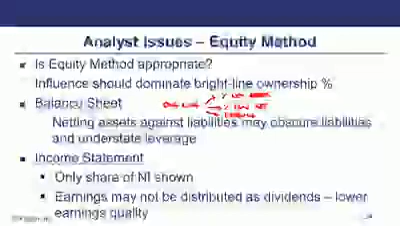 Analyst Issues – Equity Method
Is Equity Method appropriate?
Influence should dominate bright-line ownership %
Balance Sheet
Netting assets against liabilities may obscure liabilities
and understate leverage
Income Statement
Only share of NI shown
Earnings may not be distributed as dividends – lower
earnings quality